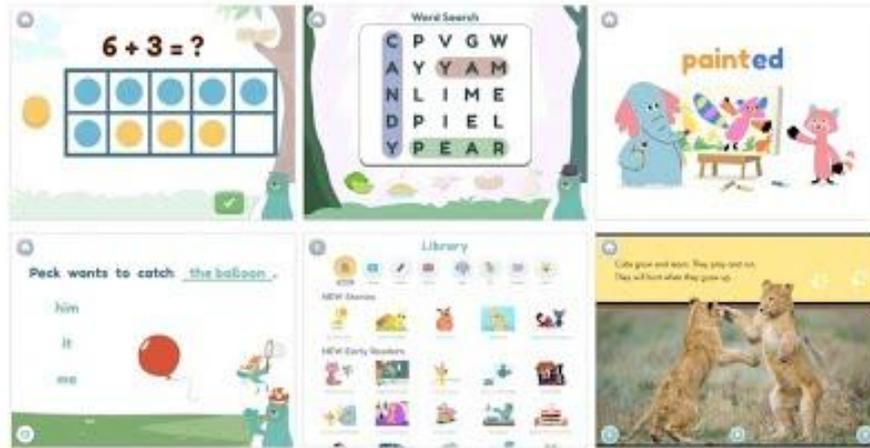 6 + 3 = ?
Word Search
C P V G W
A Y Y A M
N L I M E
D P I E L
Y P E A R
painted
Peck wants to catch the balloon.
him
it
me
Library
NEW Stories
NEW Early Readers
Cubs grow and learn. They play and run.
They will hunt when they grow up.